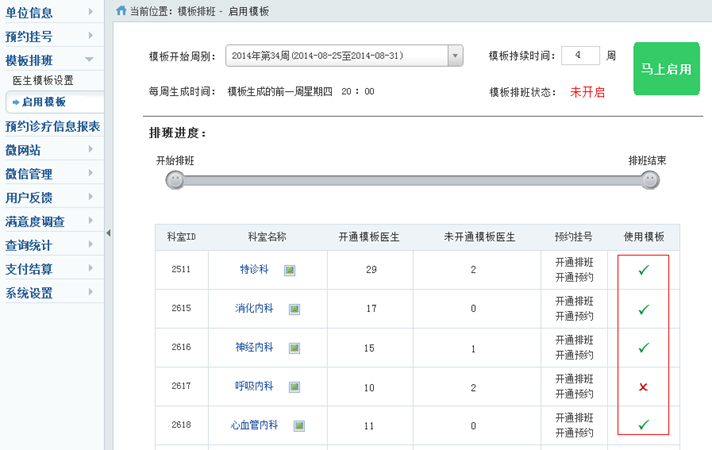 单位信息
预约挂号
模板排班
医生模板设置
启用模板
预约诊疗信息报表
微网站
微信管理
用户反馈
满意度调查
查询统计
支付结算
系统设置
当前位置: 模板排班 - 启用模板
模板开始周别: 2014年第34周(2014-08-25至2014-08-31) 模板持续时间: 4 周
马上启用
每周生成时间: 模板生成的前一周星期四 20 : 00 模板排班状态: 未开启
排班进度:
开始排班 排班结束
科室ID 科室名称 开通模板医生 未开通模板医生 预约挂号 使用模板
2511 特诊科 29 2 开通排班
开通预约
2615 消化内科 17 0 开通排班
开通预约
2616 神经内科 15 1 开通排班
开通预约
2617 呼吸内科 10 2 开通排班
开通预约
2618 心血管内科 11 0 开通排班
开通预约